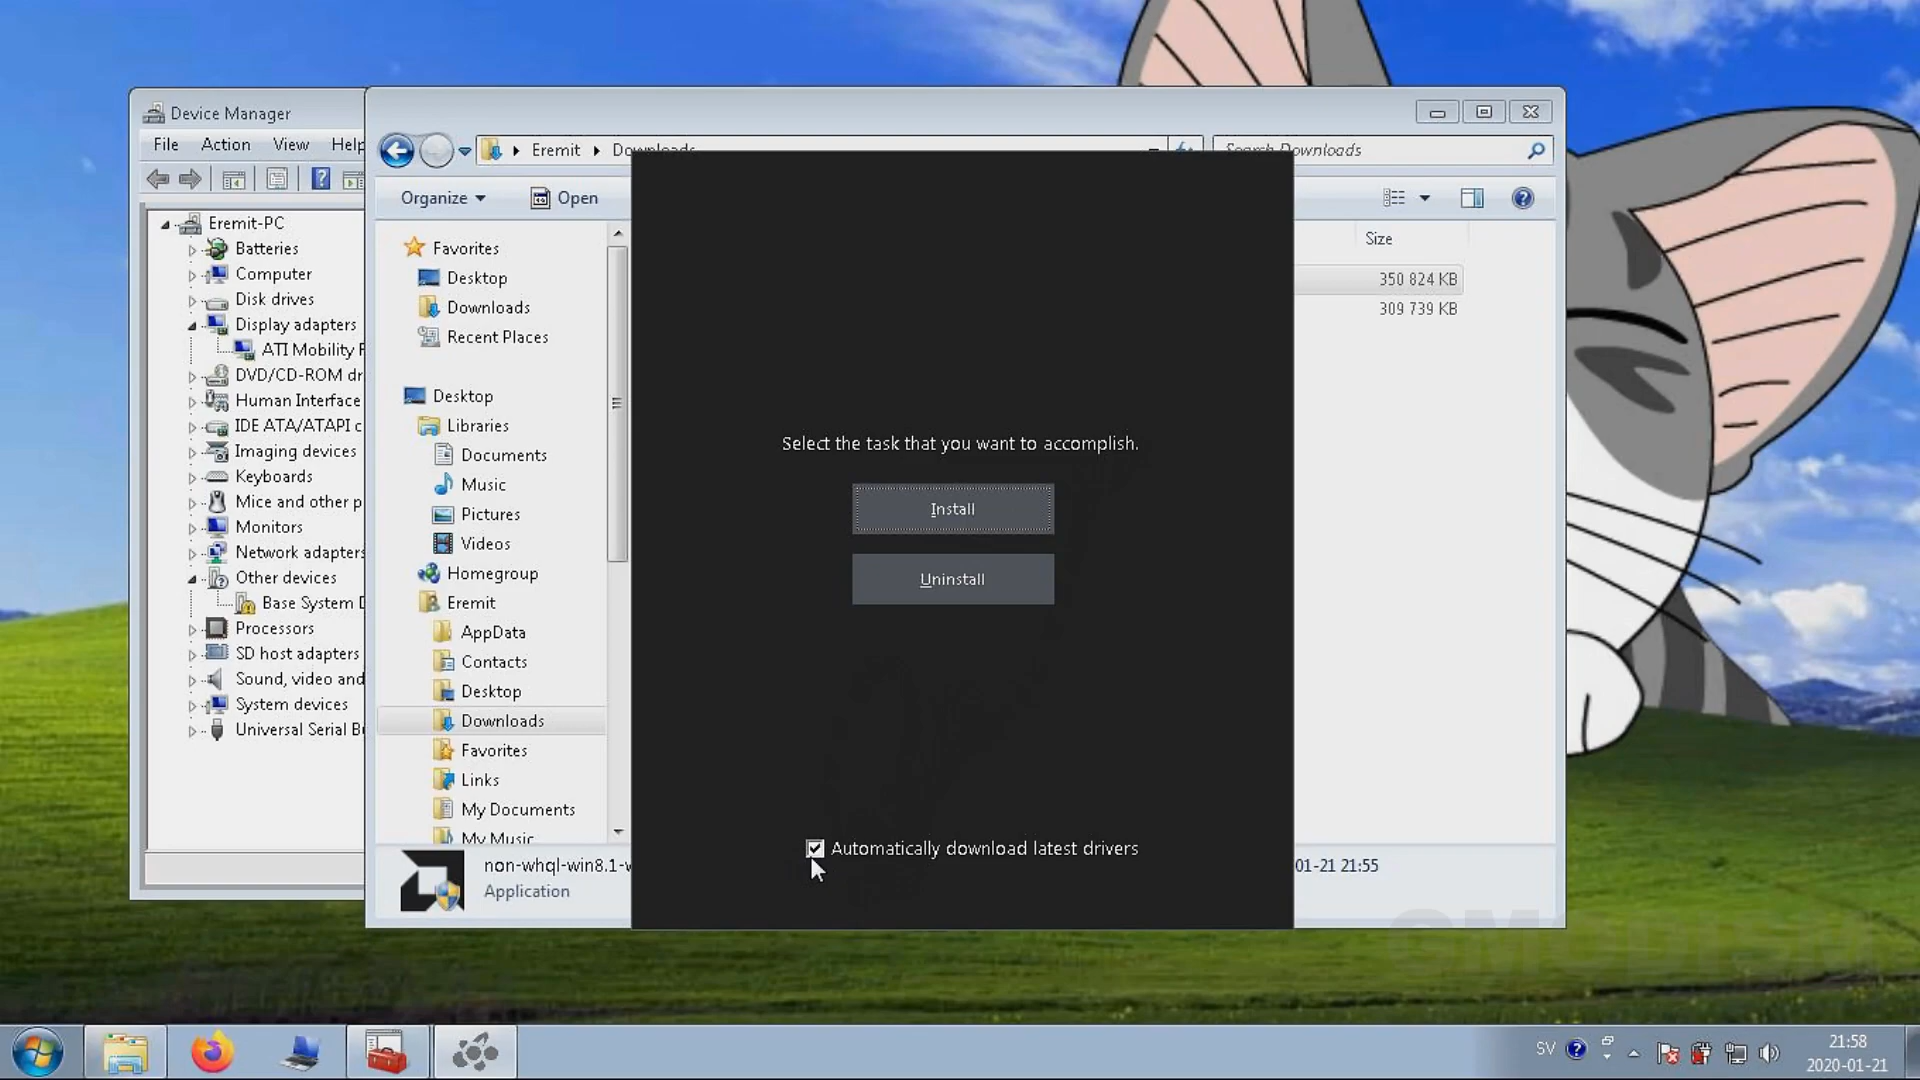 Device Manager
File Action View Help
Eremit Downloads
Search Downloads
Organize Open
Size
350 824 KB
309 739 KB
Eremit-PC
Batteries
Computer
Disk drives
Display adapters
ATI Mobility
DVD/CD-ROM
Human Interface
IDE ATA/ATAPI
Imaging devices
Keyboards
Mice and other
Monitors
Network adapters
Other devices
Base System
Processors
SD host adapters
Sound, video and
System devices
Universal Serial
Favorites
Desktop
Downloads
Recent Places
Desktop
Libraries
Documents
Music
Pictures
Videos
Homegroup
Eremit
AppData
Contacts
Desktop
Downloads
Favorites
Links
My Documents
My Music
Select the task that you want to accomplish.
Install
Uninstall
Automatically download latest drivers
non-whql-win8.1-
Application
01-21 21:55
SV
21:58
2020-01-21